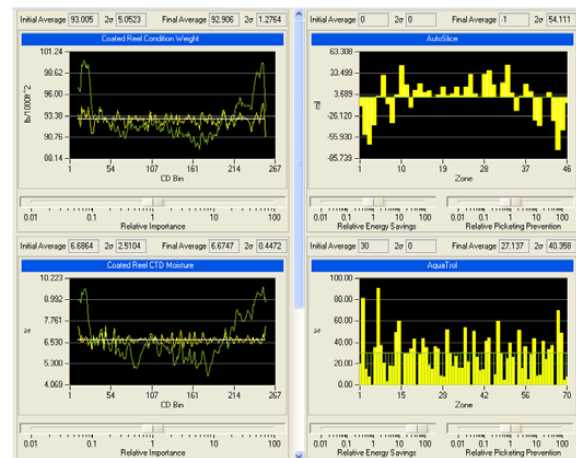 Initial Average 93.005 2σ 5.0523 Final Average 92.906 2σ 1.2764
Coated Reel Condition Weight
lb/1000ft^2
101.24
98.62
96.00
93.38
90.76
88.14
1 54 107 161 214 267
CD Bin
0.01 0.1 1 10 100
Relative Importance
Initial Average 0 2σ 0 Final Average -1 2σ 54.111
AutoSlice
mil
63.308
33.499
3.689
-26.120
-55.930
-85.739
1 10 19 28 37 46
Zone
0.01 0.1 1 10 100
Relative Energy Savings
0.01 0.1 1 10 100
Relative Picketing Prevention
Initial Average 6.6864 2σ 2.5104 Final Average 6.6747 2σ 0.4472
Coated Reel CTD Moisture
%
10.223
8.992
7.761
6.530
5.300
4.069
1 54 107 161 214 267
CD Bin
0.01 0.1 1 10 100
Relative Importance
Initial Average 30 2σ 0 Final Average 27.137 2σ 40.358
AquaTrol
%
100.00
80.00
60.00
40.00
20.00
0.00
1 15 29 42 56 70
Zone
0.01 0.1 1 10 100
Relative Energy Savings
0.01 0.1 1 10 100
Relative Picketing Prevention